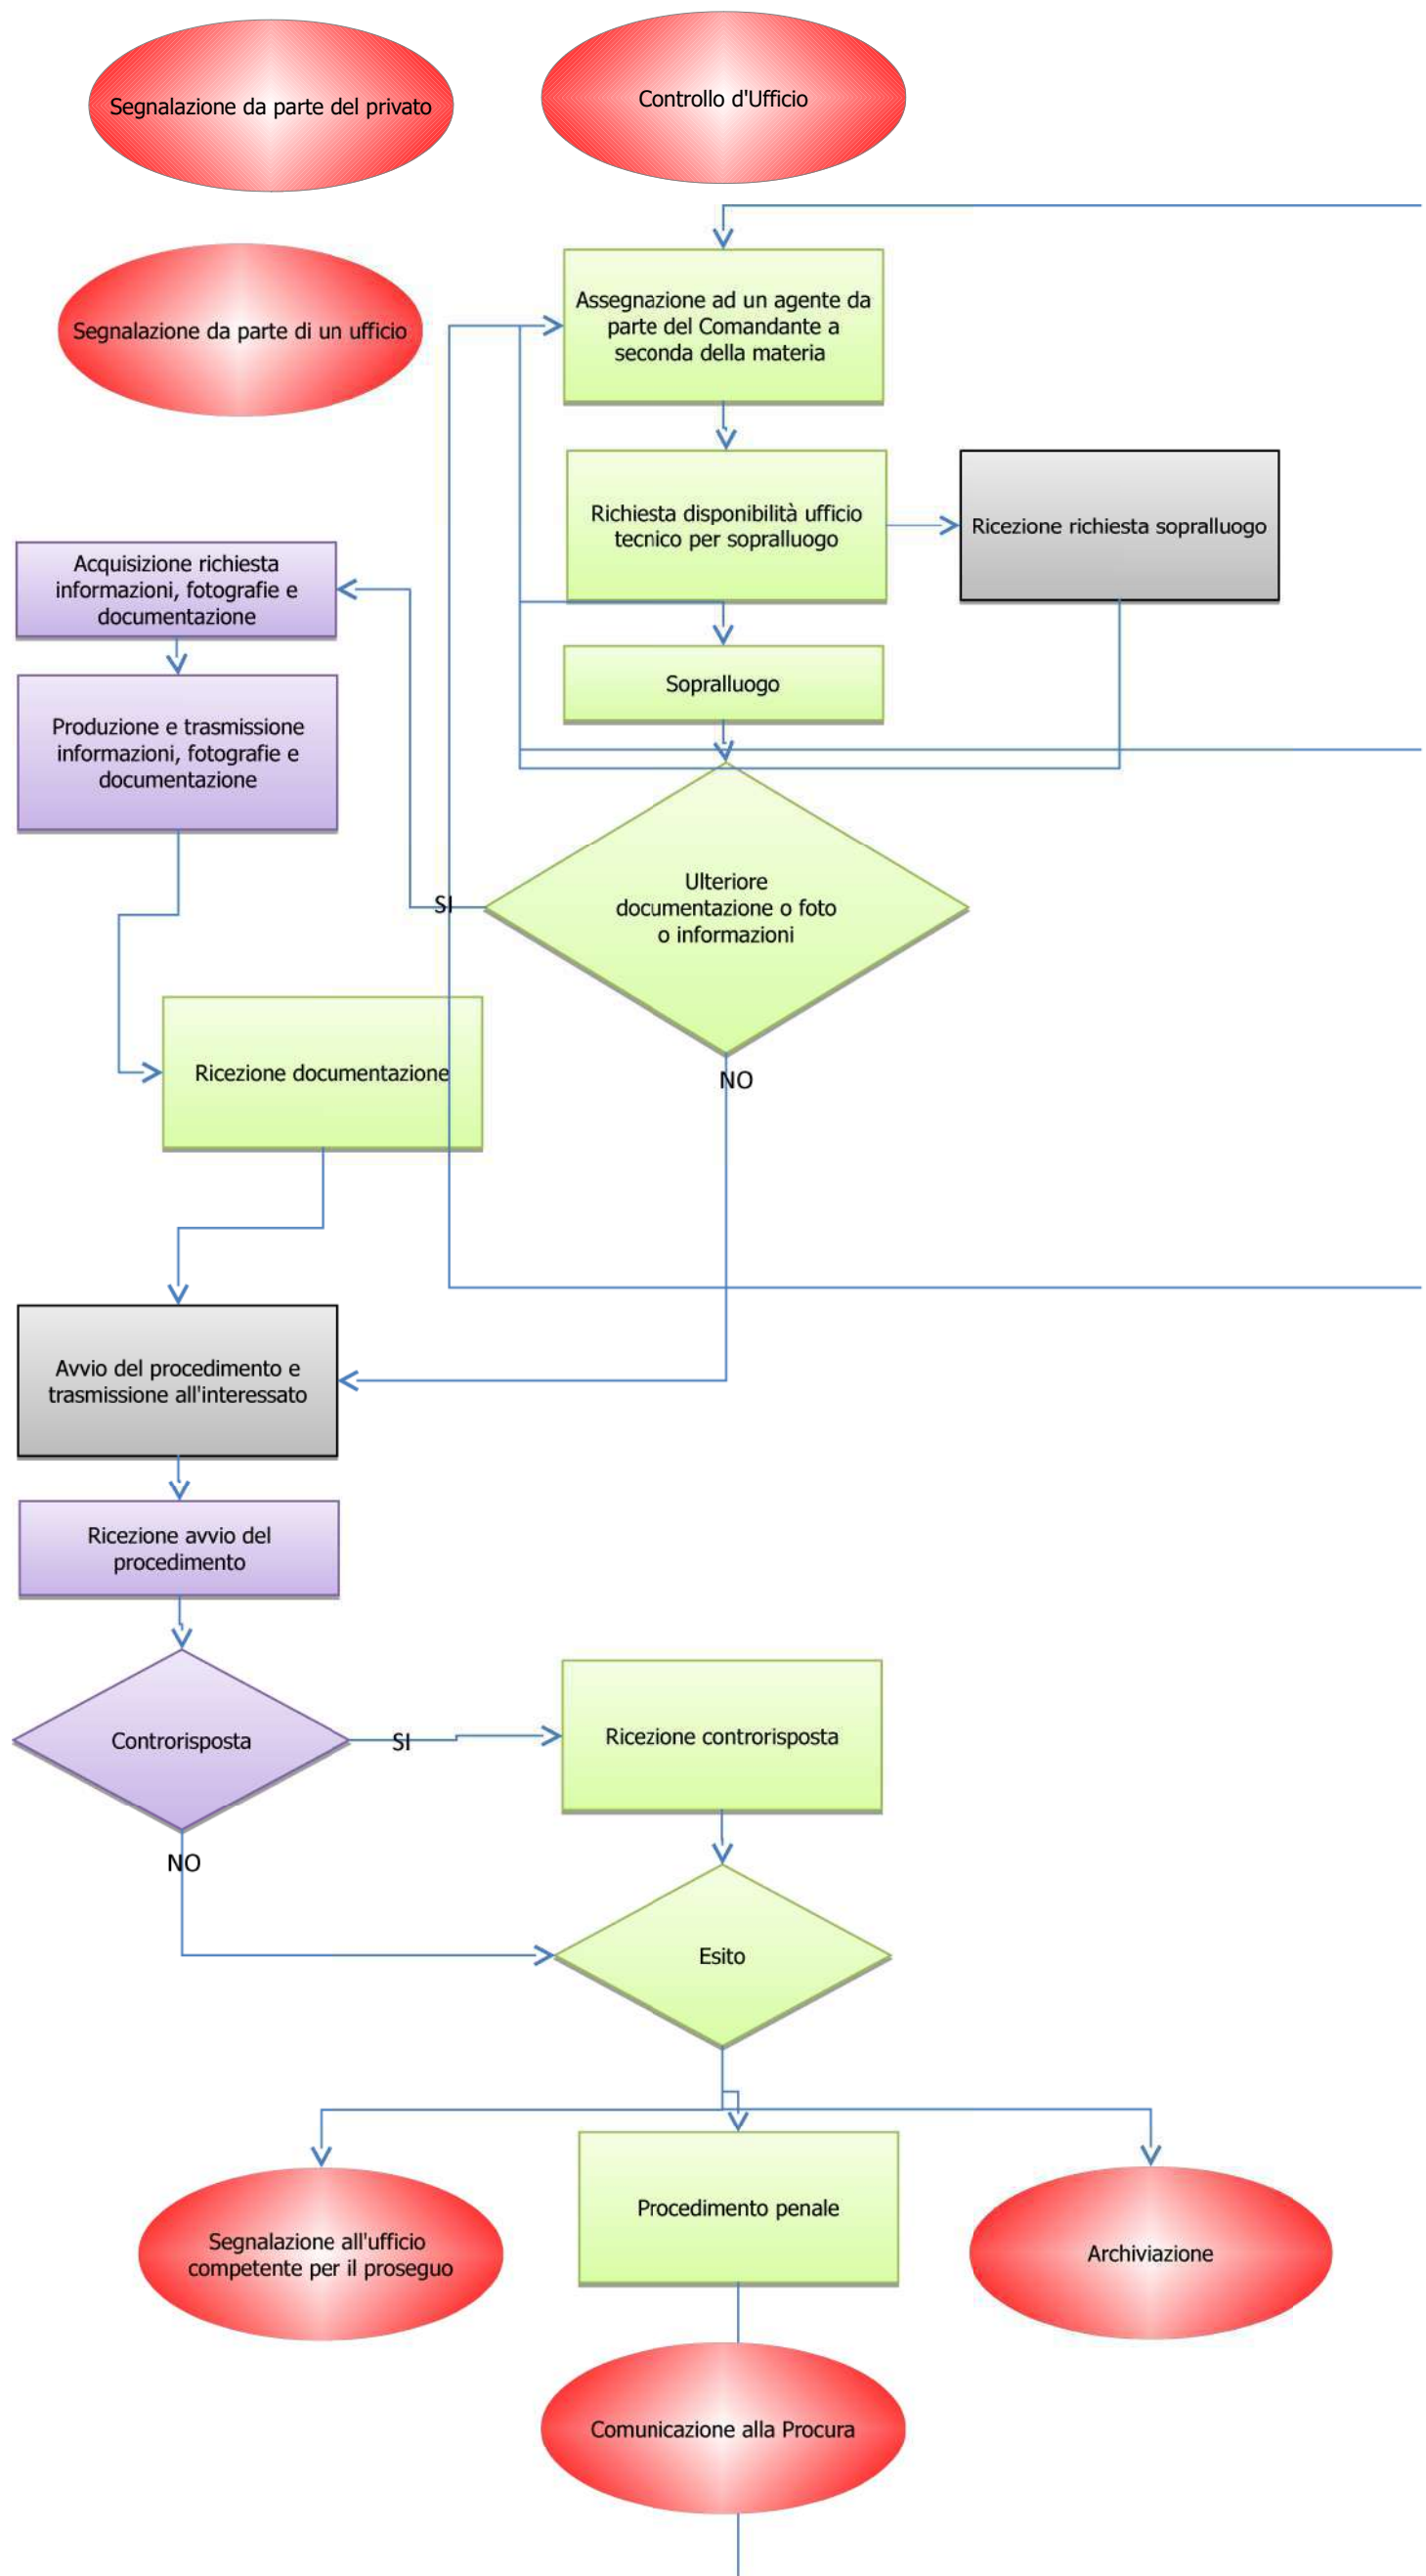 Segnalazione da parte del privato
Controllo d'Ufficio
Segnalazione da parte di un ufficio
Assegnazione ad un agente da
parte del Comandante a
seconda della materia
Richiesta disponibilità ufficio
tecnico per sopralluogo
Ricezione richiesta sopralluogo
Acquisizione richiesta
informazioni, fotografie e
documentazione
Sopralluogo
Produzione e trasmissione
informazioni, fotografie e
documentazione
Ulteriore
documentazione o foto
o informazioni
SI
Ricezione documentazione
NO
Avvio del procedimento e
trasmissione all'interessato
Ricezione avvio del
procedimento
Controrisposta
SI
Ricezione controrisposta
NO
Esito
Segnalazione all'ufficio
competente per il proseguo
Procedimento penale
Archiviazione
Comunicazione alla Procura